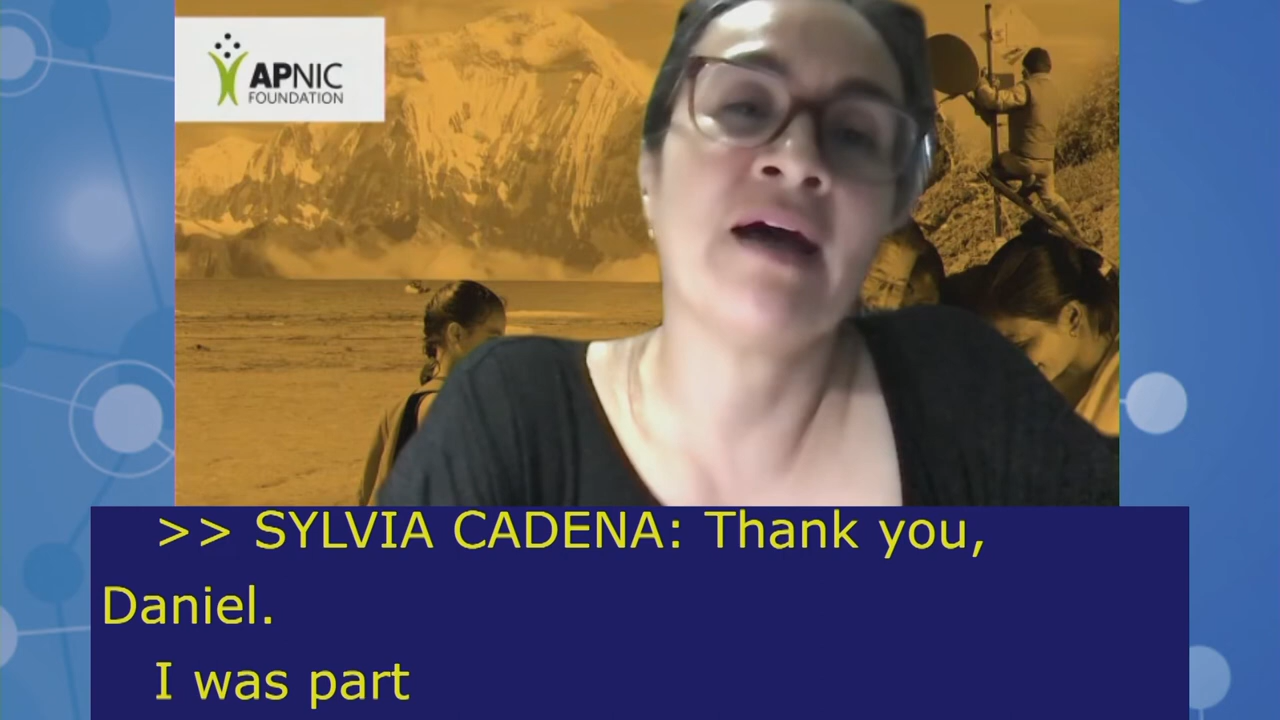 APNIC
FOUNDATION
>> SYLVIA CADENA: Thank you,
Daniel.
I was part